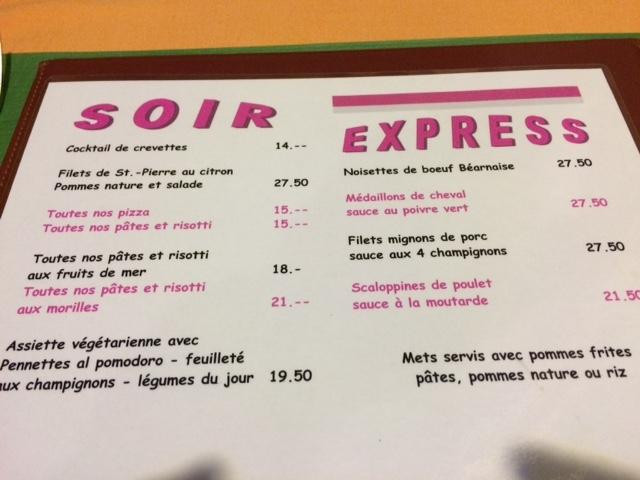 SOIR
Cocktail de crevettes 14.--
Filets de St.-Pierre au citron
Pommes nature et salade 27.50
Toutes nos pizza 15.--
Toutes nos pâtes et risotti 15.--
Toutes nos pâtes et risotti
aux fruits de mer 18.-
Toutes nos pâtes et risotti
aux morilles 21.--
Assiette végétarienne avec
Pennettes al pomodoro - feuilleté
aux champignons - légumes du jour 19.50
EXPRESS
Noisettes de boeuf Béarnaise 27.50
Médaillons de cheval
sauce au poivre vert 27.50
Filets mignons de porc
sauce aux 4 champignons 27.50
Scaloppines de poulet
sauce à la moutarde 21.50
Mets servis avec pommes frites
pâtes, pommes nature ou riz